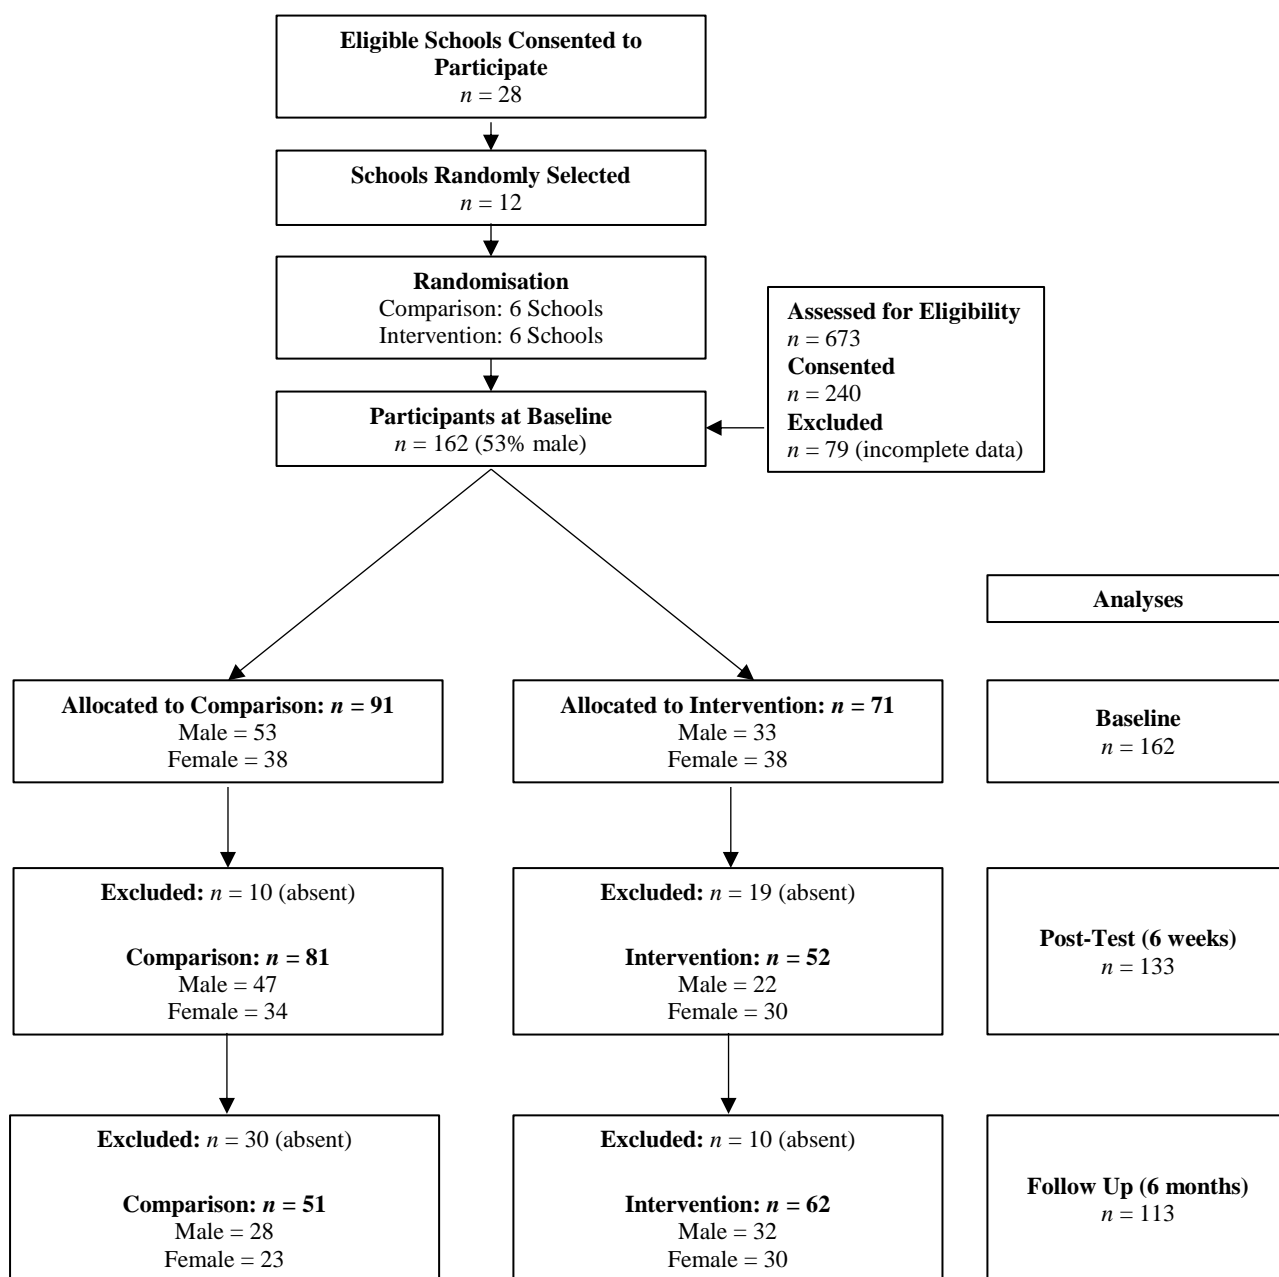 Eligible Schools Consented to
Participate
n = 28
Schools Randomly Selected
n = 12
Randomisation
Comparison: 6 Schools
Intervention: 6 Schools
Assessed for Eligibility
n = 673
Consented
n = 240
Excluded
n = 79 (incomplete data)
Participants at Baseline
n = 162 (53% male)
Analyses
Allocated to Comparison: n = 91
Male = 53
Female = 38
Allocated to Intervention: n = 71
Male = 33
Female = 38
Baseline
n = 162
Excluded: n = 10 (absent)
Comparison: n = 81
Male = 47
Female = 34
Excluded: n = 19 (absent)
Intervention: n = 52
Male = 22
Female = 30
Post-Test (6 weeks)
n = 133
Excluded: n = 30 (absent)
Comparison: n = 51
Male = 28
Female = 23
Excluded: n = 10 (absent)
Intervention: n = 62
Male = 32
Female = 30
Follow Up (6 months)
n = 113